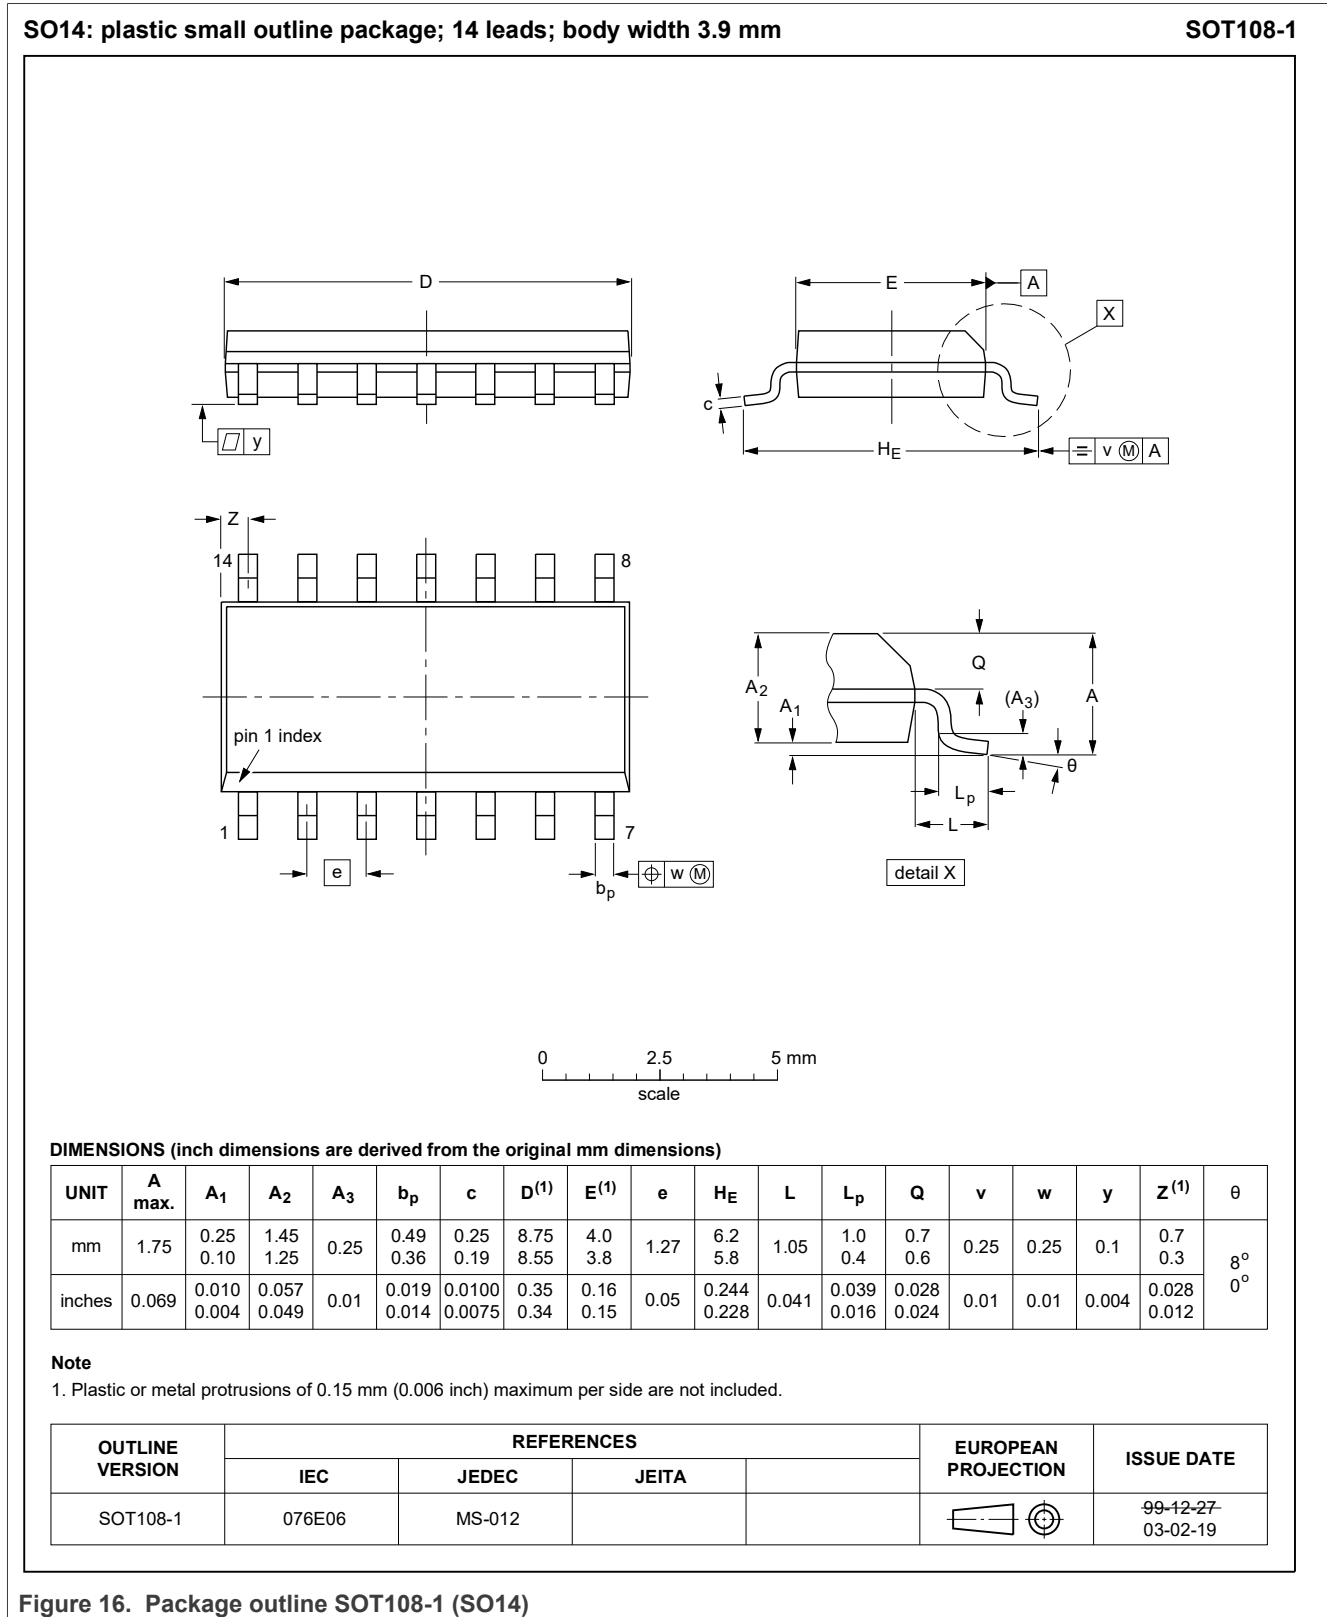 SO14: plastic small outline package; 14 leads; body width 3.9 mm SOT108-1
D
E
A
X
y
c
HE
v M A
Z
14
8
pin 1 index
1
7
e
bp
w M
A2
A1
Q
(A3)
A
θ
Lp
L
detail X
0 2.5 5 mm
scale
DIMENSIONS (inch dimensions are derived from the original mm dimensions)
UNIT A max. A1 A2 A3 bp c D(1) E(1) e HE L Lp Q v w y Z(1) θ
mm 1.75 0.25 0.10 1.45 1.25 0.25 0.49 0.36 0.25 0.19 8.75 8.55 4.0 3.8 1.27 6.2 5.8 1.05 1.0 0.4 0.7 0.6 0.25 0.25 0.1 0.7 0.3 8° 0°
inches 0.069 0.010 0.004 0.057 0.049 0.01 0.019 0.014 0.0100 0.0075 0.35 0.34 0.16 0.15 0.05 0.244 0.228 0.041 0.039 0.016 0.028 0.024 0.01 0.01 0.004 0.028 0.012
Note
1. Plastic or metal protrusions of 0.15 mm (0.006 inch) maximum per side are not included.
OUTLINE VERSION REFERENCES EUROPEAN PROJECTION ISSUE DATE
IEC JEDEC JEITA
SOT108-1 076E06 MS-012 99-12-27
03-02-19
Figure 16. Package outline SOT108-1 (SO14)